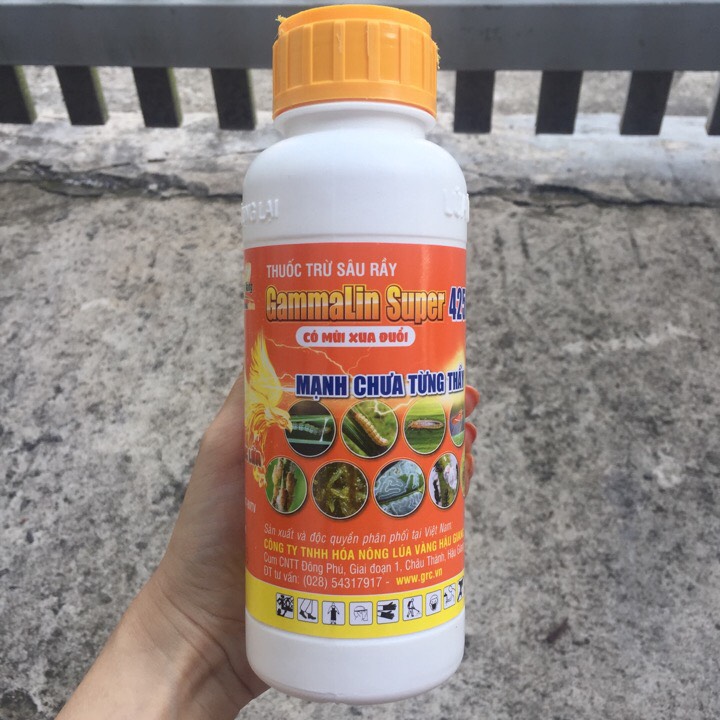 THUỐC TRỪ SÂU RẦY
GammaLin Super 425
CÓ MÙI XUA ĐUỔI
MẠNH CHƯA TỪNG THẤY
Sản xuất và độc quyền phân phối tại Việt Nam:
CÔNG TY TNHH HÓA NÔNG LÚA VÀNG HẬU GIANG
Cụm CNTT Đông Phú, Giai đoạn 1, Châu Thành, Hậu
ĐT tư vấn: (028) 54317917 - www.grc.vn